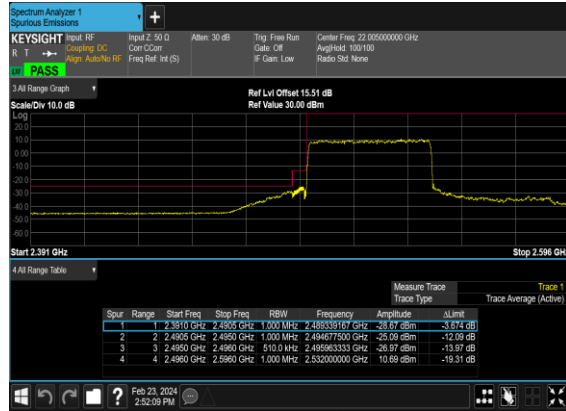 Spectrum Analyzer 1
Spurious Emissions
+
KEYSIGHT
R T
PASS
Input: RF
Coupling: DC
Align: Auto/No RF
Input Z: 50 Ω
Corr CCorr
Freq Ref: Int (S)
Atten: 30 dB
Trig: Free Run
Gate: Off
IF Gain: Low
Center Freq: 22.005000000 GHz
Avg|Hold: 100/100
Radio Std: None
3 All Range Graph
Ref Lvl Offset 15.51 dB
Scale/Div 10.0 dB
Ref Value 30.00 dBm
Log
20.0
10.0
0.00
-10.0
-20.0
-30.0
-40.0
-50.0
-60.0
Start 2.391 GHz
Stop 2.596 GH
4 All Range Table
Measure Trace Trace 1
Trace Type Trace Average (Active)
Spur Range Start Freq Stop Freq RBW Frequency Amplitude ΔLimit
1 1 2.3910 GHz 2.4905 GHz 1.000 MHz 2.489339167 GHz -28.67 dBm -3.674 dB
2 2 2.4905 GHz 2.4950 GHz 1.000 MHz 2.494677500 GHz -25.09 dBm -12.09 dB
3 3 2.4950 GHz 2.4960 GHz 510.0 kHz 2.495963333 GHz -26.97 dBm -13.97 dB
4 4 2.4960 GHz 2.5960 GHz 1.000 MHz 2.532000000 GHz 10.69 dBm -19.31 dB
?
Feb 23, 2024
2:52:09 PM